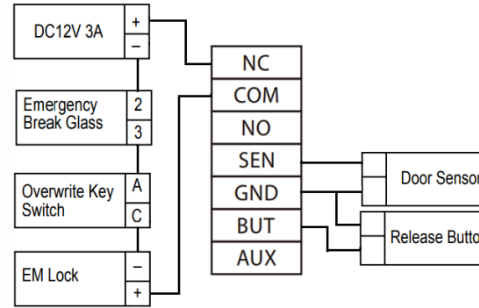 DC12V 3A
+
–
Emergency
Break Glass
2
3
Overwrite Key
Switch
A
C
EM Lock
–
+
NC
COM
NO
SEN
GND
BUT
AUX
Door Sensor
Release Butto